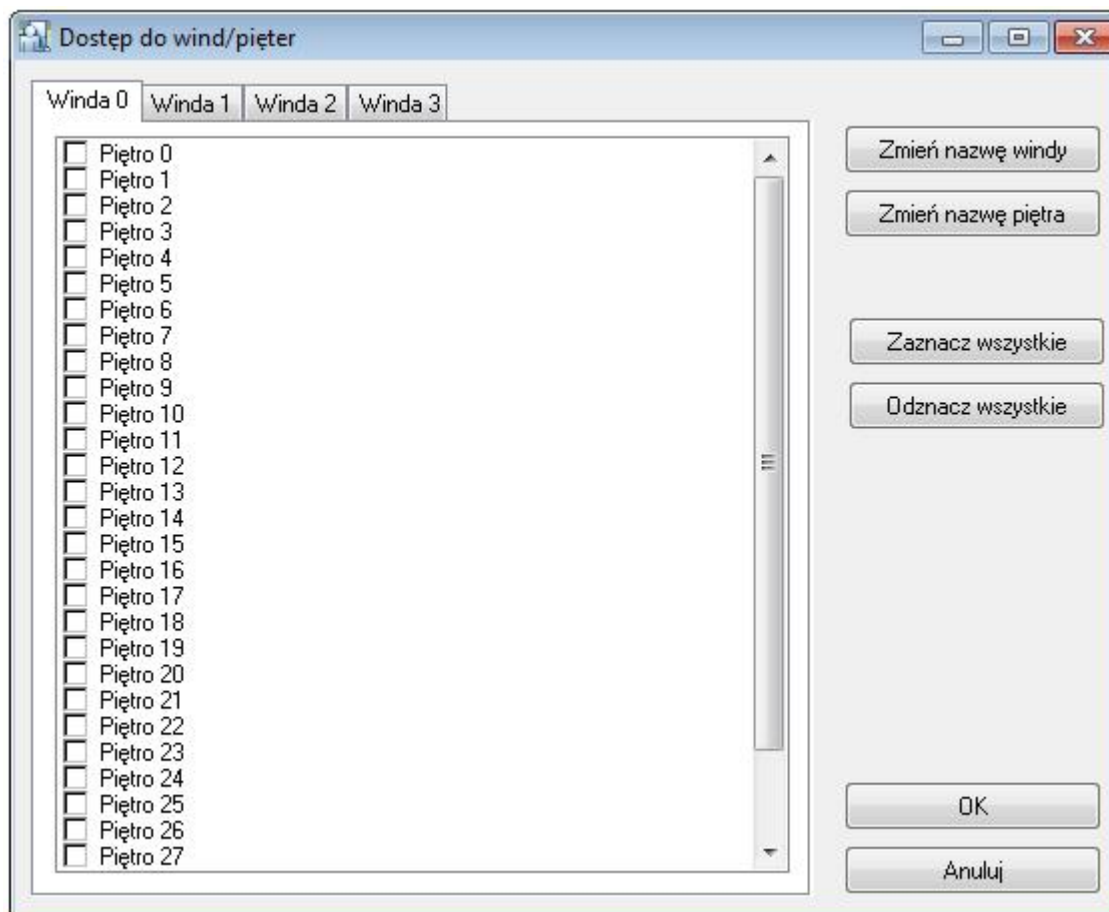 Dostęp do wind/pięter
Winda 0 Winda 1 Winda 2 Winda 3
Piętro 0
Piętro 1
Piętro 2
Piętro 3
Piętro 4
Piętro 5
Piętro 6
Piętro 7
Piętro 8
Piętro 9
Piętro 10
Piętro 11
Piętro 12
Piętro 13
Piętro 14
Piętro 15
Piętro 16
Piętro 17
Piętro 18
Piętro 19
Piętro 20
Piętro 21
Piętro 22
Piętro 23
Piętro 24
Piętro 25
Piętro 26
Piętro 27
Zmień nazwę windy
Zmień nazwę piętra
Zaznacz wszystkie
Odznacz wszystkie
OK
Anuluj